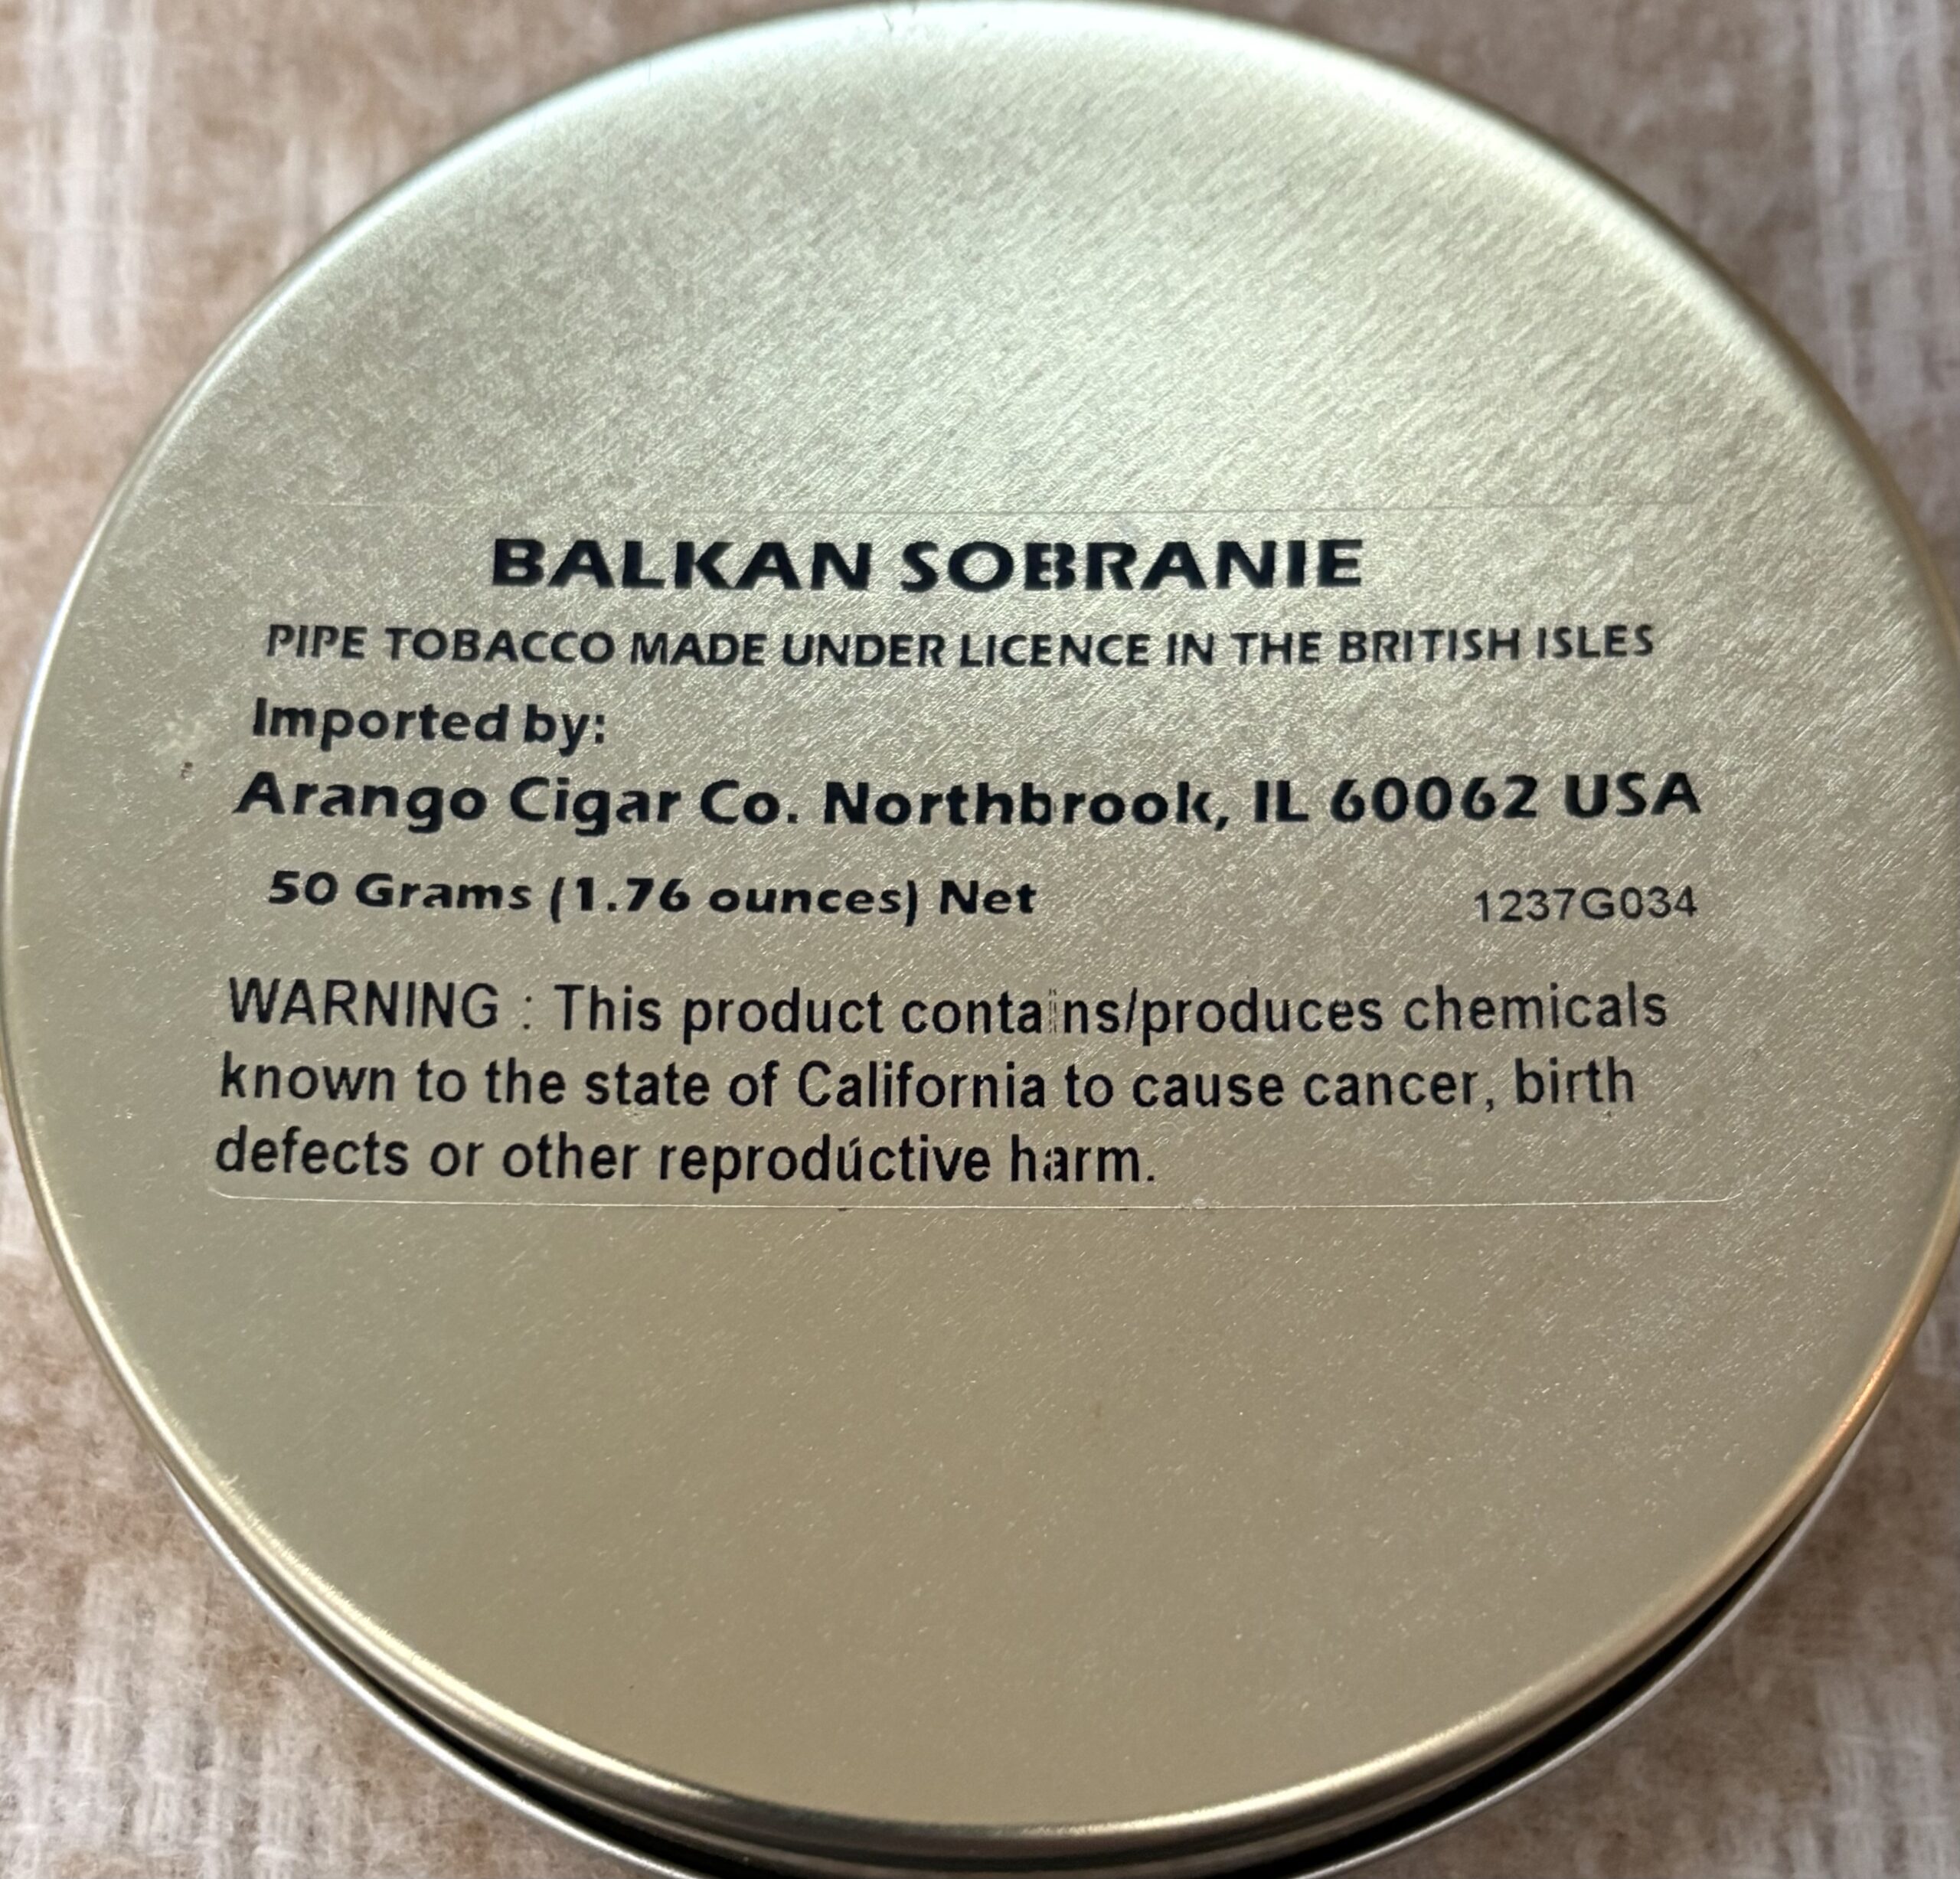 BALKAN SOBRANIE
PIPE TOBACCO MADE UNDER LICENCE IN THE BRITISH ISLES
Imported by:
Arango Cigar Co. Northbrook, IL 60062 USA
50 Grams (1.76 ounces) Net 1237G034
WARNING : This product contains/produces chemicals
known to the state of California to cause cancer, birth
defects or other reproductive harm.